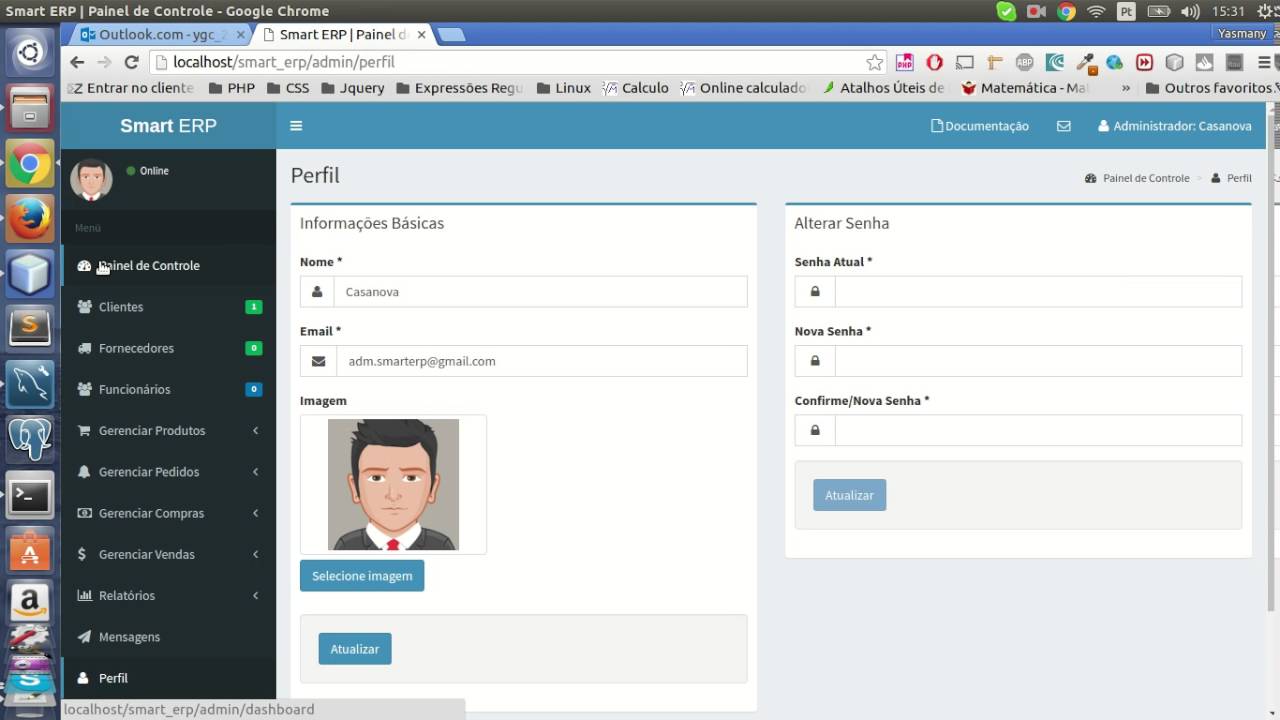 Smart ERP | Painel de Controle - Google Chrome
Pt
15:31
Outlook.com - ygc_2
Smart ERP | Painel d
Yasmany
localhost/smart_erp/admin/perfil
Entrar no cliente
PHP
CSS
Jquery
Expressões Regu
Linux
Calculo
Online calculado
Atalhos Úteis de
Matemática - Ma
»
Outros favoritos
Smart ERP
Documentação
Administrador: Casanova
Online
Perfil
Painel de Controle > Perfil
Menú
Painel de Controle
Clientes 1
Fornecedores 0
Funcionários 0
Gerenciar Produtos
Gerenciar Pedidos
Gerenciar Compras
Gerenciar Vendas
Relatórios
Mensagens
Perfil
Informações Básicas
Nome *
Casanova
Email *
adm.smarterp@gmail.com
Imagem
Selecione imagem
Atualizar
Alterar Senha
Senha Atual *
Nova Senha *
Confirme/Nova Senha *
Atualizar
localhost/smart_erp/admin/dashboard